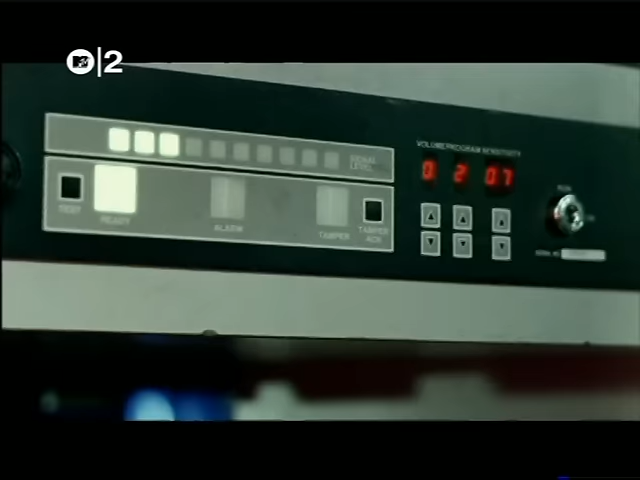 M 2
VOLUME PROGRAM SENSITIVITY
0 2 07
SIGNAL
LEVEL
TEST READY ALARM TAMPER TAMPER
ACK